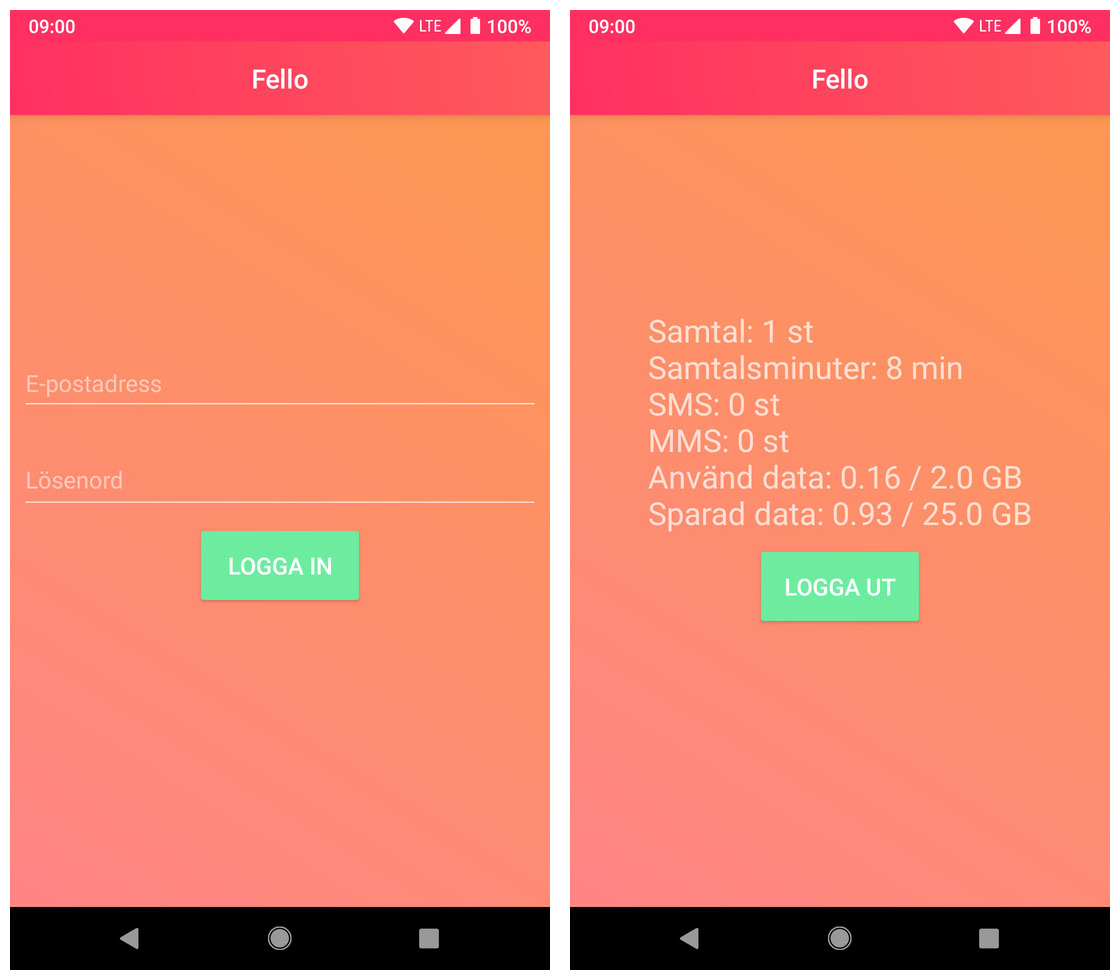 09:00 LTE 100%
Fello
E-postadress
Lösenord
LOGGA IN
09:00 LTE 100%
Fello
Samtal: 1 st
Samtalsminuter: 8 min
SMS: 0 st
MMS: 0 st
Använd data: 0.16 / 2.0 GB
Sparad data: 0.93 / 25.0 GB
LOGGA UT